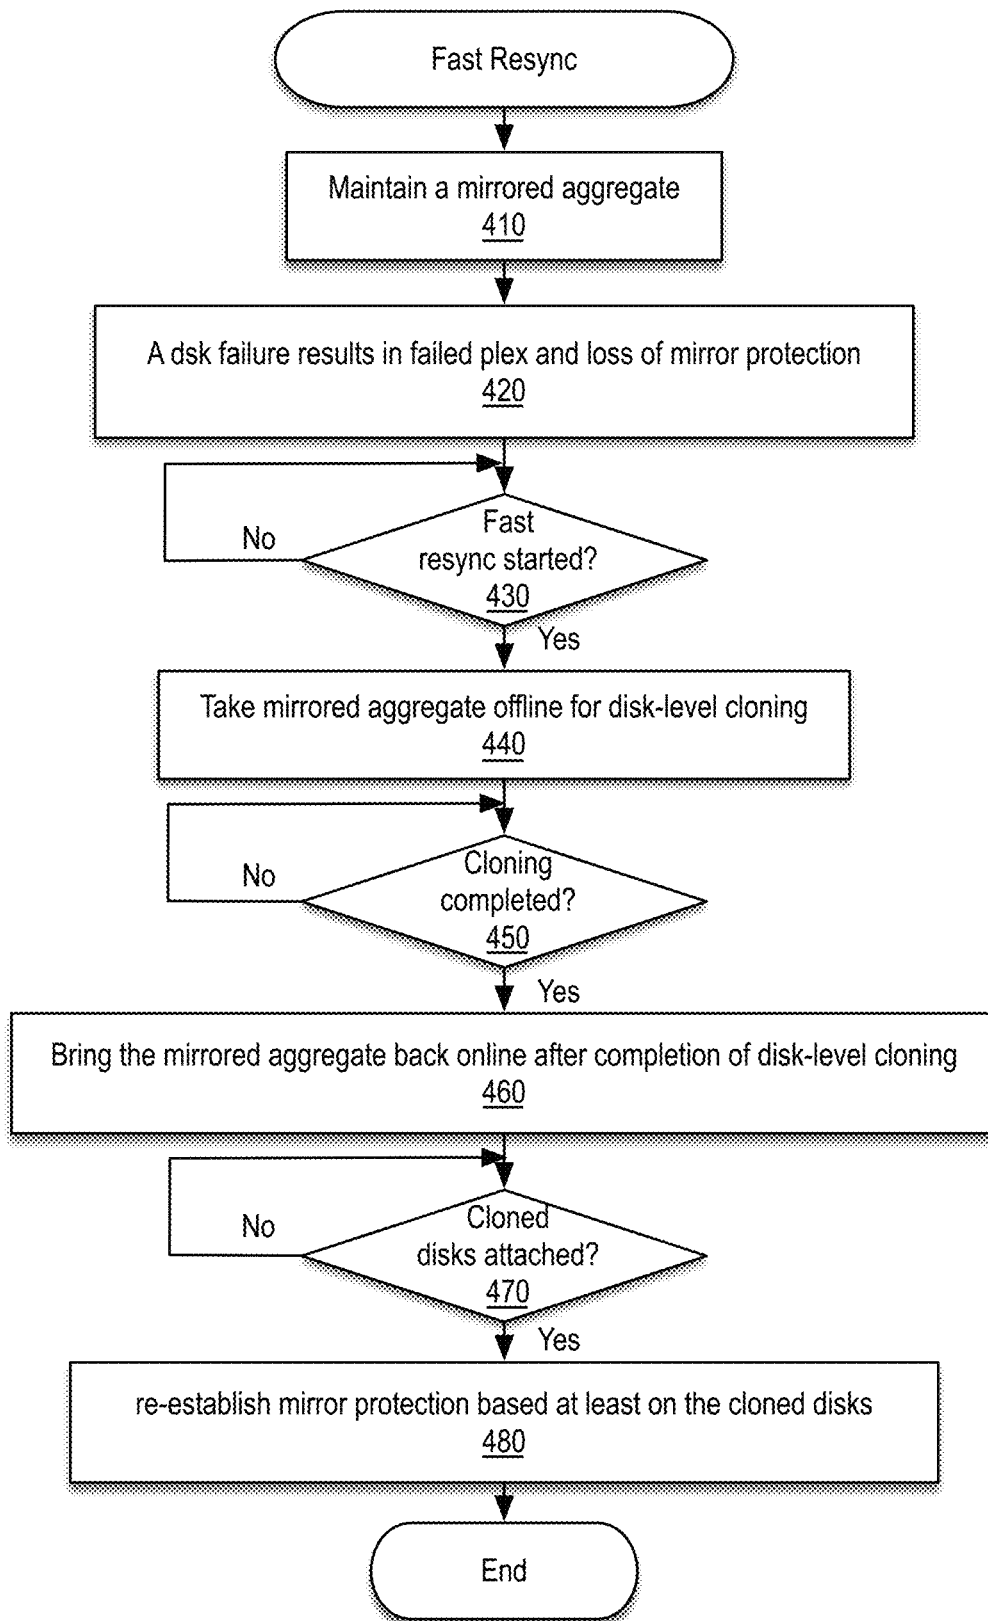 Fast Resync
Maintain a mirrored aggregate
410
A dsk failure results in failed plex and loss of mirror protection
420
No
Fast
resync started?
430
Yes
Take mirrored aggregate offline for disk-level cloning
440
No
Cloning
completed?
450
Yes
Bring the mirrored aggregate back online after completion of disk-level cloning
460
No
Cloned
disks attached?
470
Yes
re-establish mirror protection based at least on the cloned disks
480
End